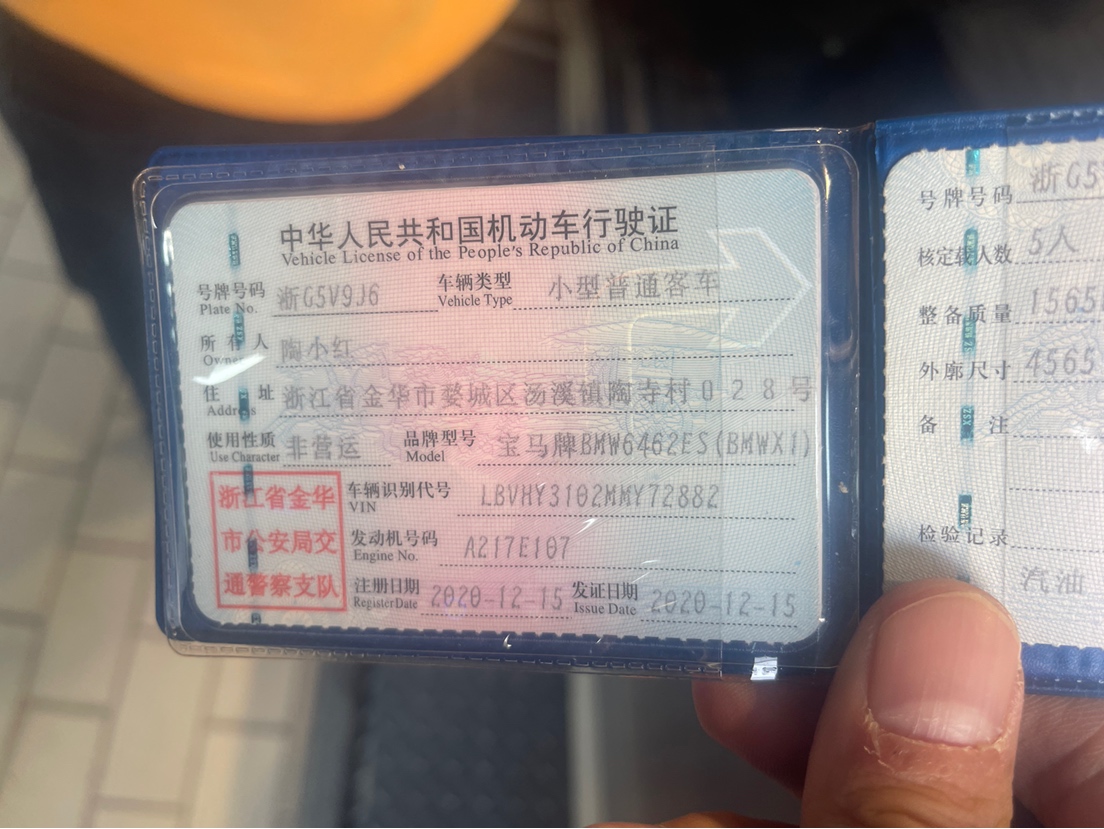 中华人民共和国机动车行驶证
Vehicle License of the People's Republic of China
号牌号码 浙G5V9J6 车辆类型 小型普通客车
Plate No. Vehicle Type
所有人 陶小红
Owner
住址 浙江省金华市婺城区汤溪镇陶寺村028号
Address
使用性质 非营运 品牌型号 宝马牌BMW6462ES(BMWX1)
Use Character Model
浙江省金华
市公安局交
通警察支队
车辆识别代号 LBVHY3102MMY72882
VIN
发动机号码 A217E107
Engine No.
注册日期 2020-12-15 发证日期 2020-12-15
Register Date Issue Date
号牌号码 浙G5
核定载人数 5人
整备质量 1565
外廓尺寸 4565
备注
检验记录
汽油